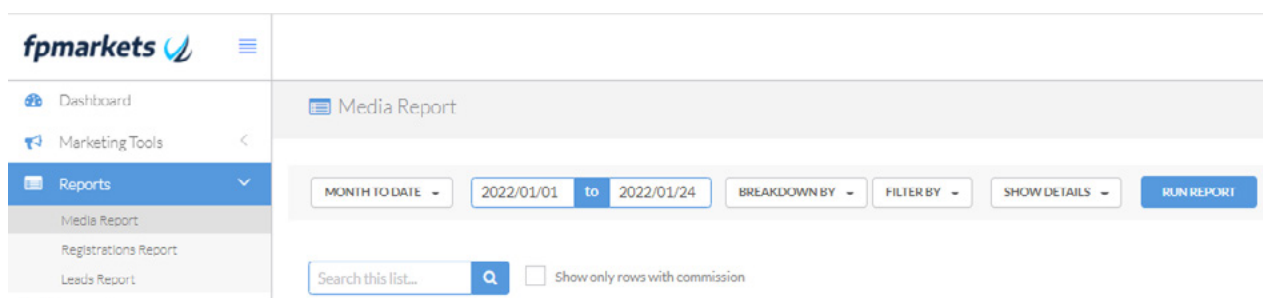 fpmarkets
Dashboard
Marketing Tools
Reports
Media Report
Registrations Report
Leads Report
Media Report
MONTH TO DATE 2022/01/01 to 2022/01/24 BREAKDOWN BY FILTER BY SHOW DETAILS RUN REPORT
Search this list... Show only rows with commission